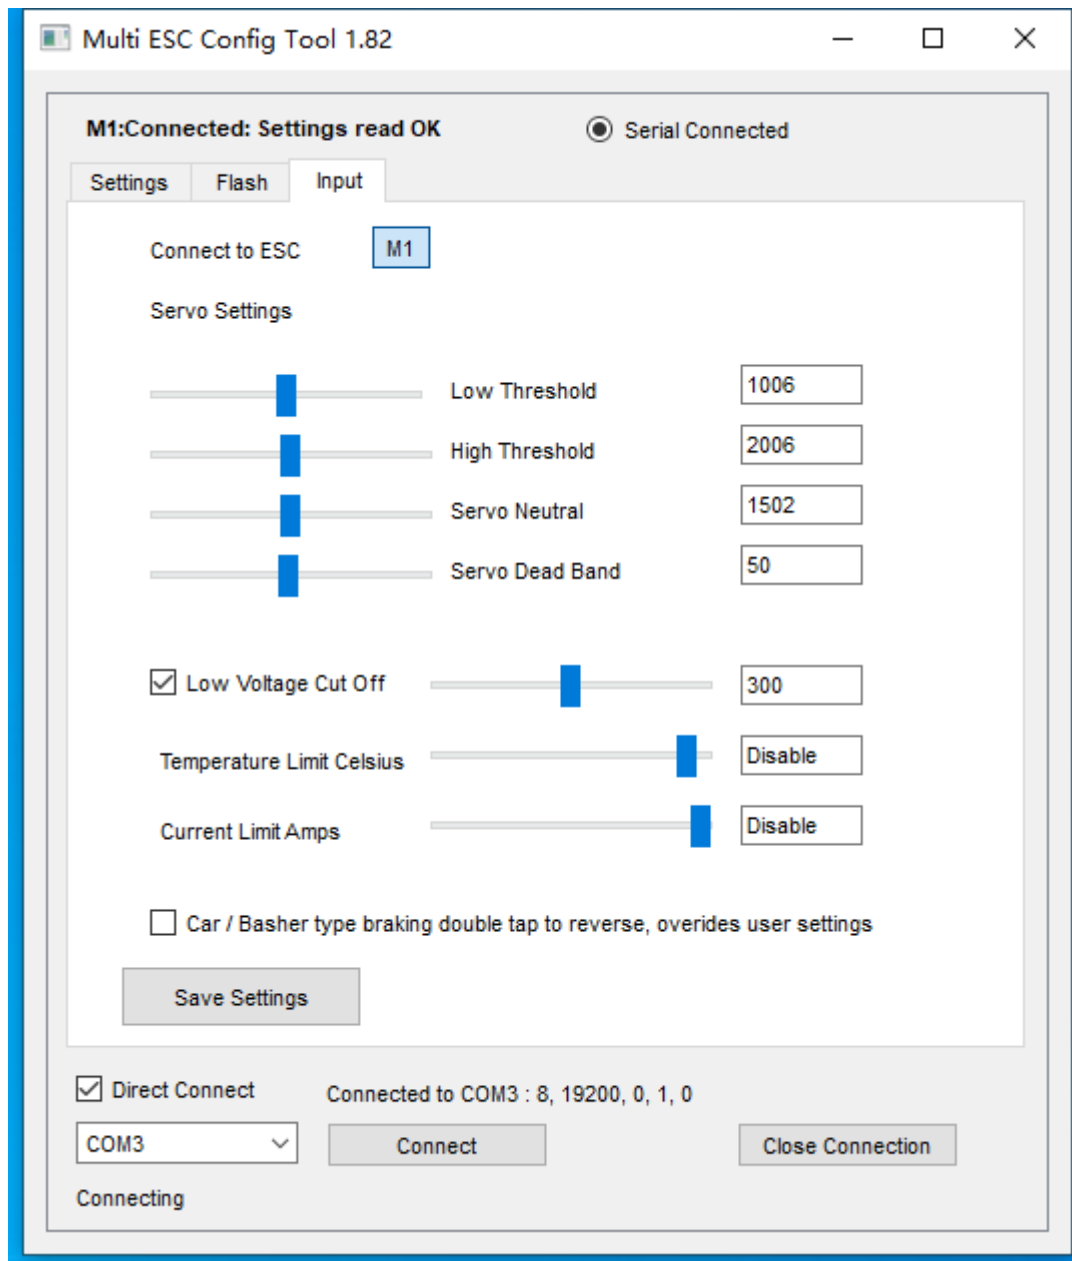 Multi ESC Config Tool 1.82
M1:Connected: Settings read OK
Serial Connected
Settings
Flash
Input
Connect to ESC
M1
Servo Settings
Low Threshold
1006
High Threshold
2006
Servo Neutral
1502
Servo Dead Band
50
Low Voltage Cut Off
300
Temperature Limit Celsius
Disable
Current Limit Amps
Disable
Car / Basher type braking double tap to reverse, overides user settings
Save Settings
Direct Connect
Connected to COM3 : 8, 19200, 0, 1, 0
COM3
Connect
Close Connection
Connecting